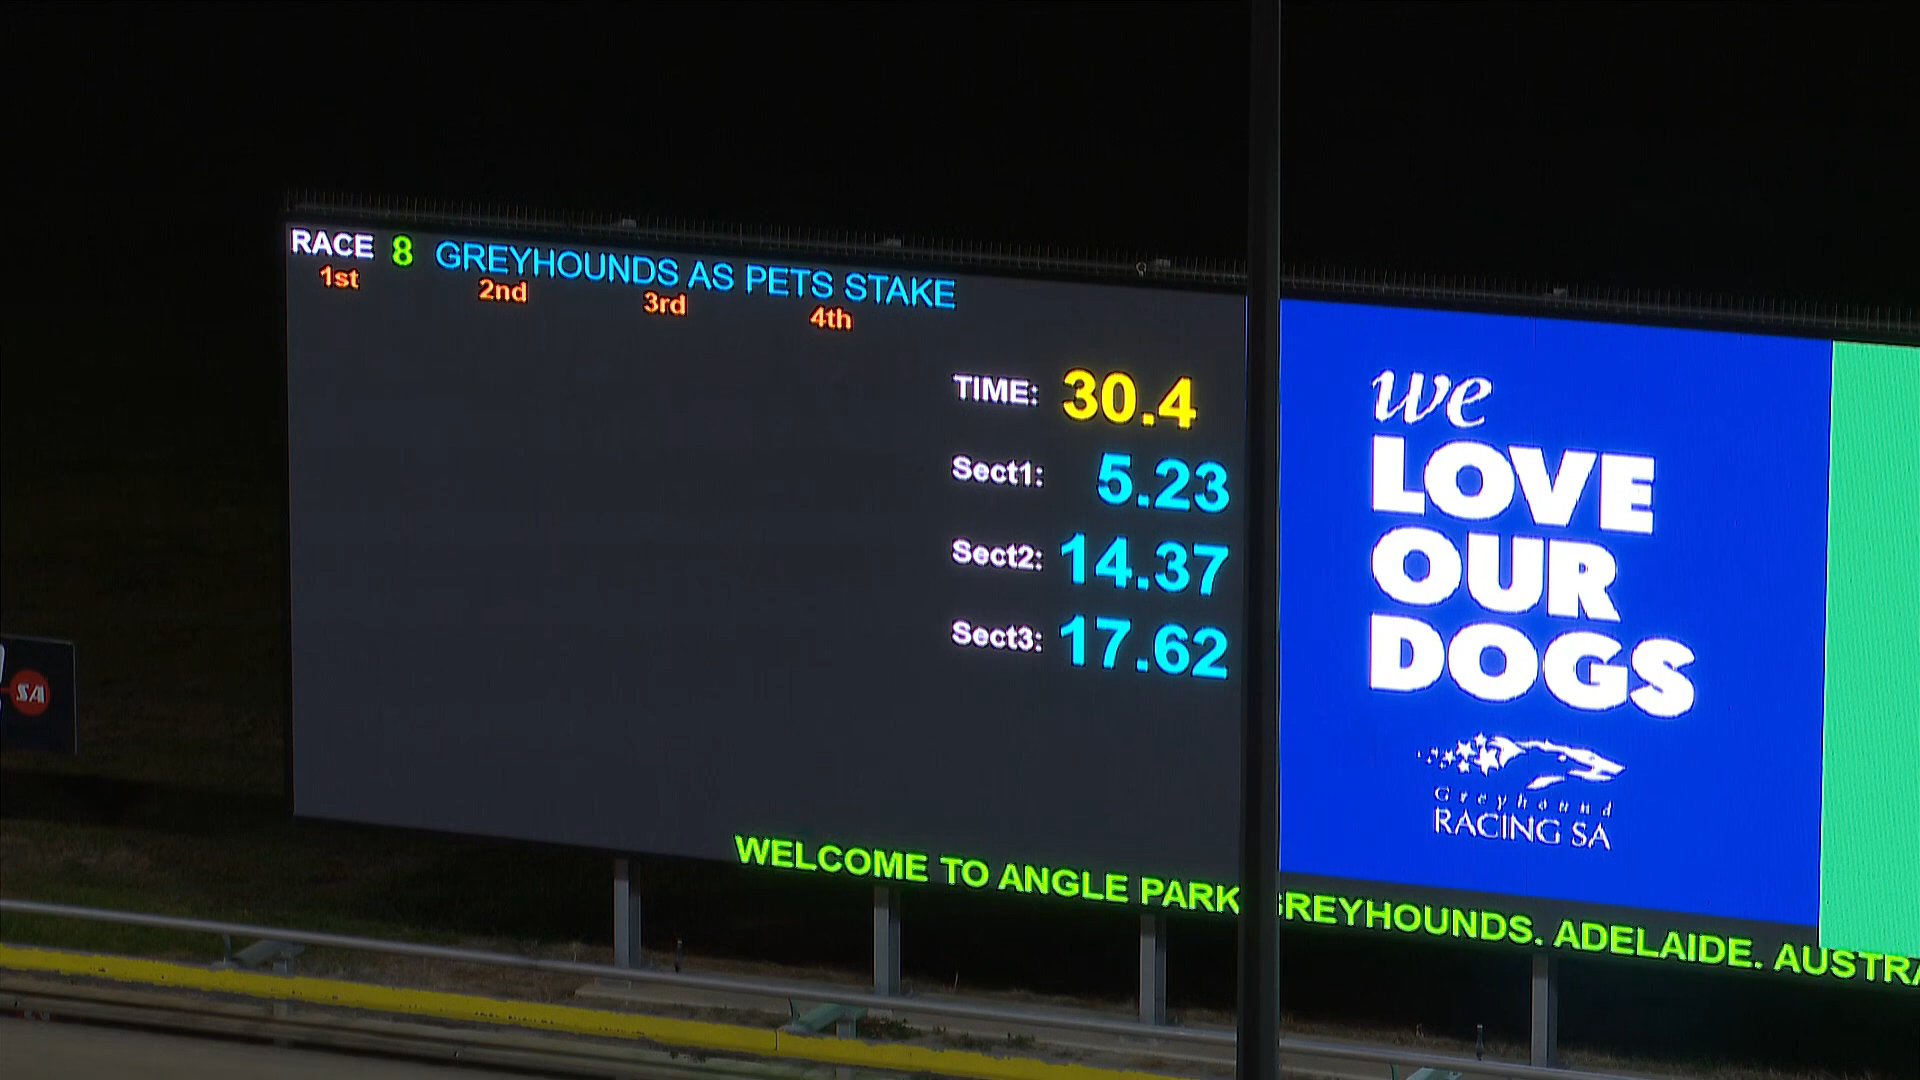 RACE 8 GREYHOUNDS AS PETS STAKE
1st 2nd 3rd 4th
TIME: 30.4
Sect1: 5.23
Sect2: 14.37
Sect3: 17.62
we
LOVE
OUR
DOGS
Greyhound
RACING SA
SA
WELCOME TO ANGLE PARK GREYHOUNDS. ADELAIDE. AUSTRA